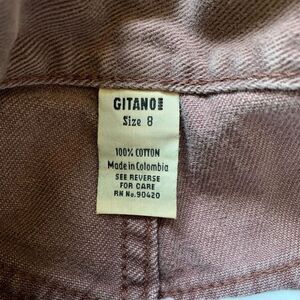 GITANO
Size 8
100% COTTON
Made in Colombia
SEE REVERSE
FOR CARE
RN No. 90420